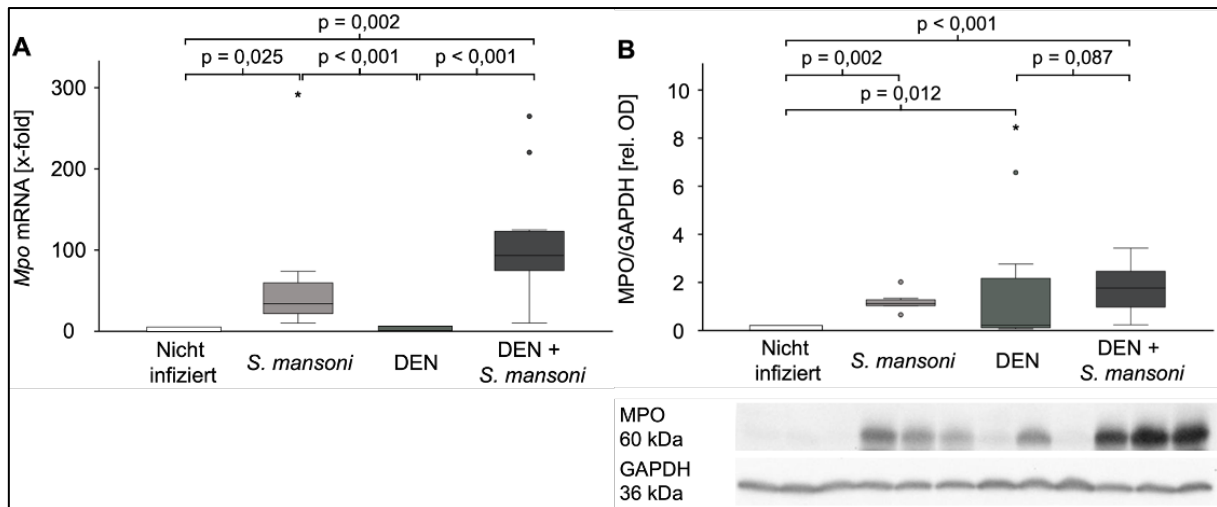 A
p = 0,002
p = 0,025
p < 0,001
p < 0,001
*
Mpo mRNA [x-fold]
300
200
100
0
Nicht
infiziert
S. mansoni
DEN
DEN +
S. mansoni
B
p < 0,001
p = 0,002
p = 0,087
p = 0,012
*
MPO/GAPDH [rel. OD]
10
8
6
4
2
0
Nicht
infiziert
S. mansoni
DEN
DEN +
S. mansoni
MPO
60 kDa
GAPDH
36 kDa